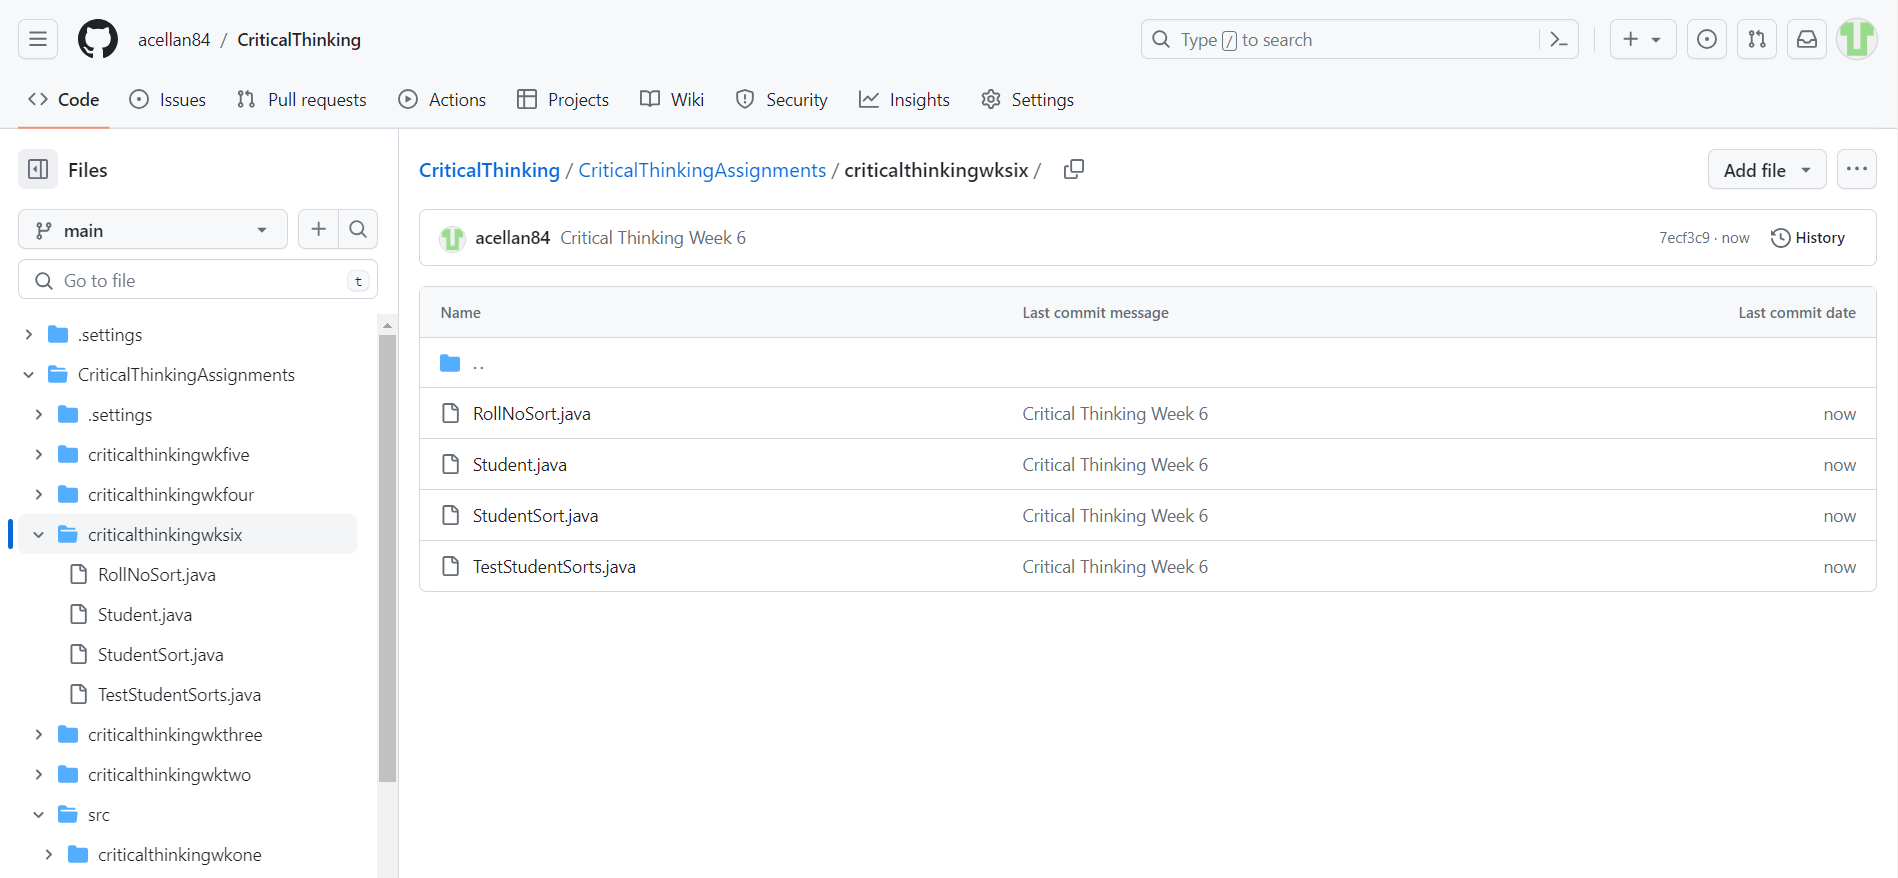 acellan84 / CriticalThinking
Type / to search
Code Issues Pull requests Actions Projects Wiki Security Insights Settings
Files
main
Go to file t
.settings
CriticalThinkingAssignments
.settings
criticalthinkingwkfive
criticalthinkingwkfour
criticalthinkingwksix
RollNoSort.java
Student.java
StudentSort.java
TestStudentSorts.java
criticalthinkingwkthree
criticalthinkingwktwo
src
criticalthinkingwkone
CriticalThinking / CriticalThinkingAssignments / criticalthinkingwksix /
Add file
acellan84 Critical Thinking Week 6 7ecf3c9 · now History
Name Last commit message Last commit date
..
RollNoSort.java Critical Thinking Week 6 now
Student.java Critical Thinking Week 6 now
StudentSort.java Critical Thinking Week 6 now
TestStudentSorts.java Critical Thinking Week 6 now